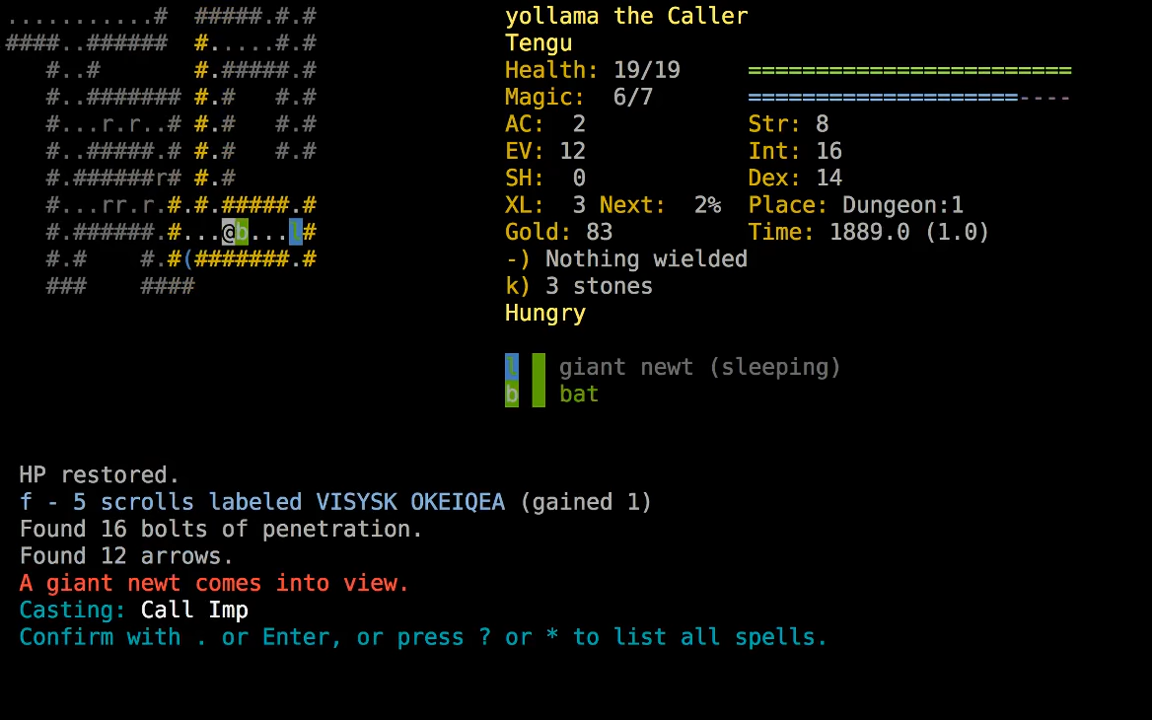 ...........#  #####.#.#                yollama the Caller
####..######  #.....#.#                Tengu
   #..#       #.#####.#                Health: 19/19     ========================
   #..####### #.#   #.#                Magic:  6/7      ====================----
   #...r.r..# #.#   #.#                AC:  2            Str: 8
   #..#####.# #.#   #.#                EV: 12            Int: 16
   #.######r# #.#                      SH:  0            Dex: 14
   #...rr.r.#.#.#####.#                XL:  3 Next:  2%  Place: Dungeon:1
   #.######.#...@b...l#                Gold: 83          Time: 1889.0 (1.0)
   #.#    #.#(#######.#                -) Nothing wielded
   ###    ####                         k) 3 stones
Hungry
l   giant newt (sleeping)
b   bat
HP restored.
f - 5 scrolls labeled VISYSK OKEIQEA (gained 1)
Found 16 bolts of penetration.
Found 12 arrows.
A giant newt comes into view.
Casting: Call Imp
Confirm with . or Enter, or press ? or * to list all spells.